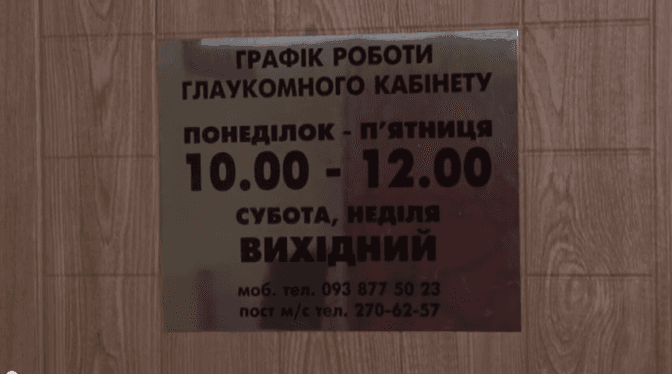 ГРАФІК РОБОТИ
ГЛАУКОМНОГО КАБІНЕТУ
ПОНЕДІЛОК - П'ЯТНИЦЯ
10.00 - 12.00
СУБОТА, НЕДІЛЯ
ВИХІДНИЙ
моб. тел. 093 877 50 23
пост м/с тел. 270-62-57